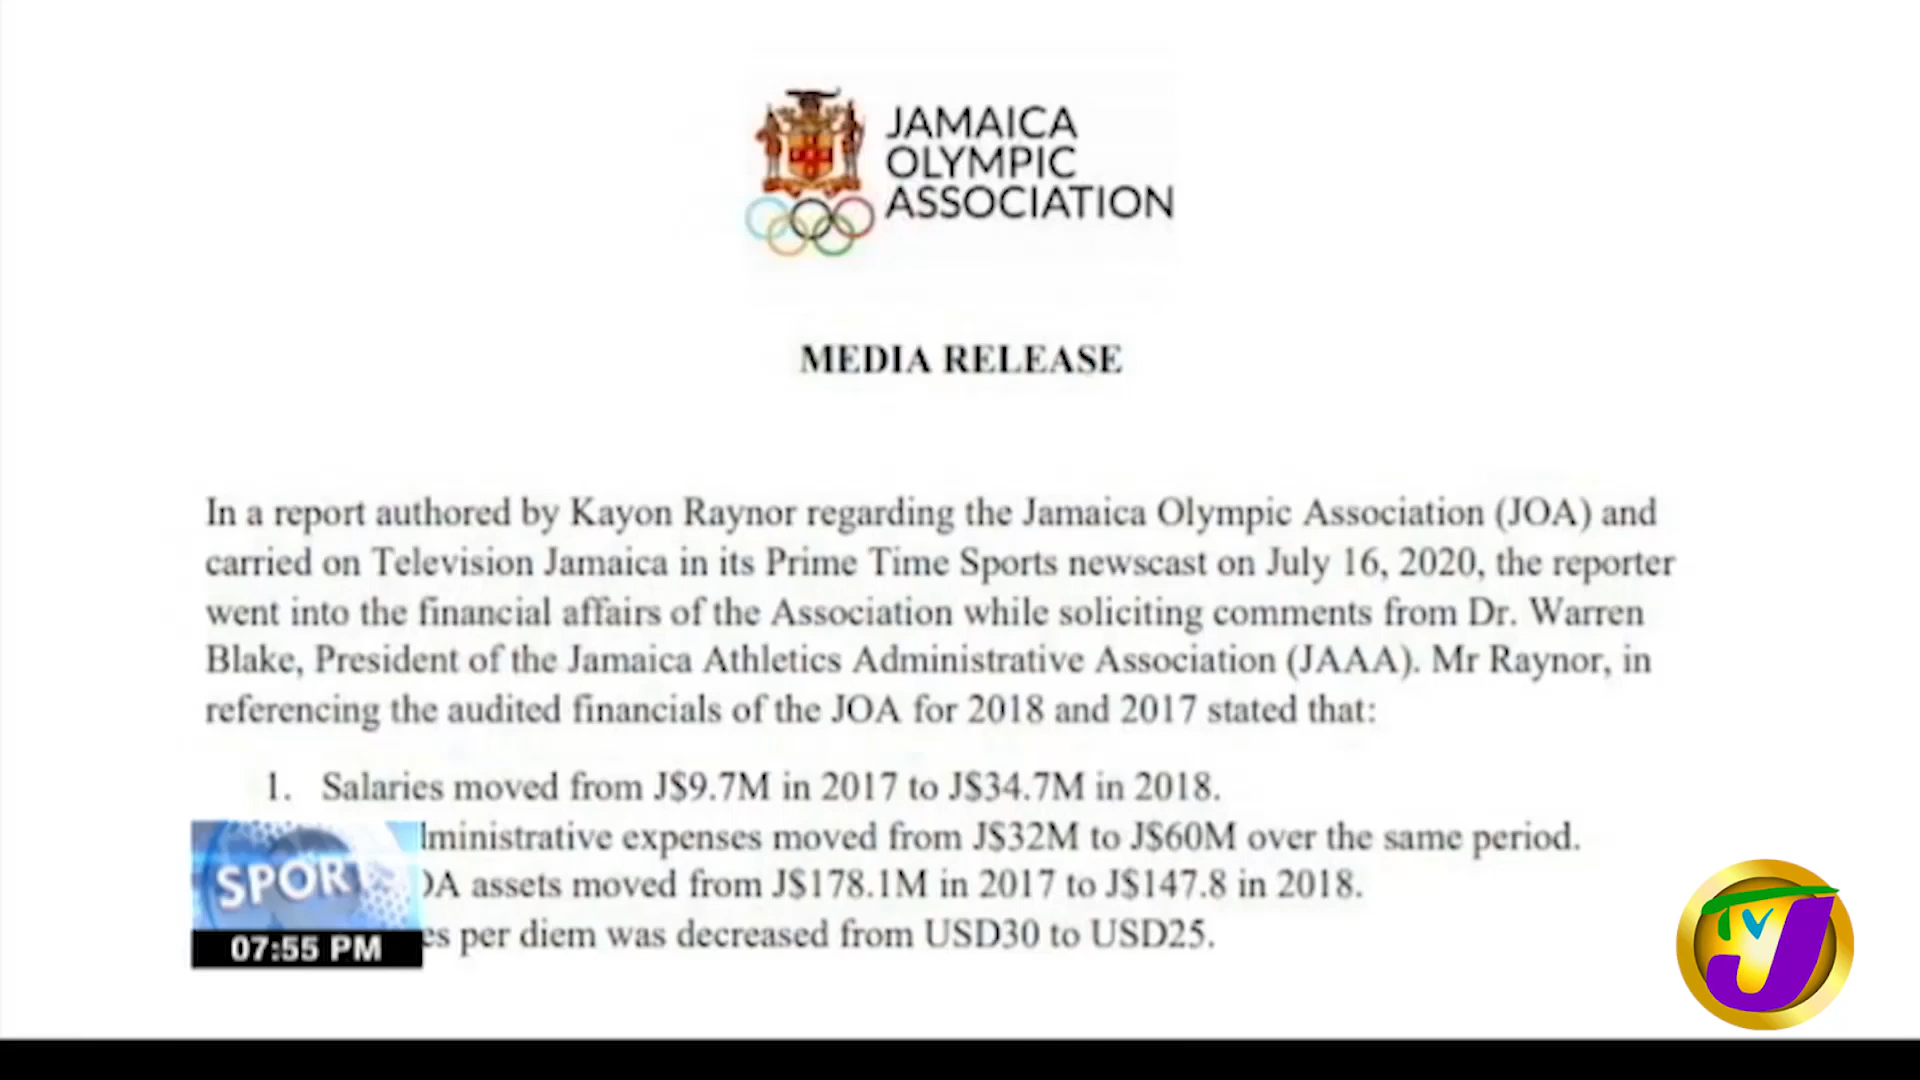 JAMAICA
OLYMPIC
ASSOCIATION
MEDIA RELEASE
In a report authored by Kayon Raynor regarding the Jamaica Olympic Association (JOA) and
carried on Television Jamaica in its Prime Time Sports newscast on July 16, 2020, the reporter
went into the financial affairs of the Association while soliciting comments from Dr. Warren
Blake, President of the Jamaica Athletics Administrative Association (JAAA). Mr Raynor, in
referencing the audited financials of the JOA for 2018 and 2017 stated that:
1. Salaries moved from J$9.7M in 2017 to J$34.7M in 2018.
expenses moved from J$32M to J$60M over the same period.
assets moved from J$178.1M in 2017 to J$147.8 in 2018.
per diem was decreased from USD30 to USD25.
SPORT
07:55 PM
TVJ